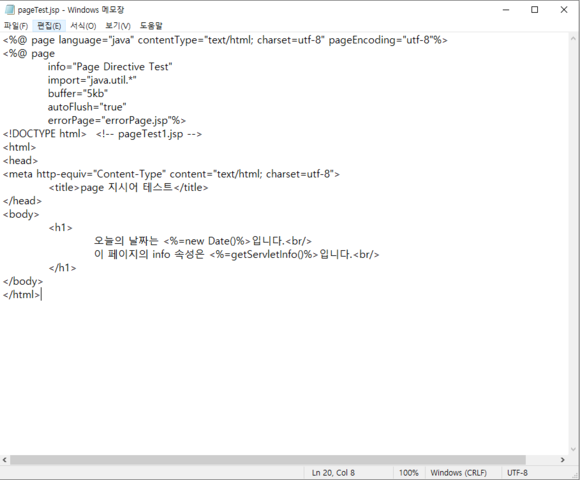 pageTest.jsp - Windows 메모장
파일(F) 편집(E) 서식(O) 보기(V) 도움말
<%@ page language="java" contentType="text/html; charset=utf-8" pageEncoding="utf-8"%>
<%@ page
info="Page Directive Test"
import="java.util.*"
buffer="5kb"
autoFlush="true"
errorPage="errorPage.jsp"%>
<!DOCTYPE html> <!-- pageTest1.jsp -->
<html>
<head>
<meta http-equiv="Content-Type" content="text/html; charset=utf-8">
<title>page 지시어 테스트</title>
</head>
<body>
<h1>
오늘의 날짜는 <%=new Date()%>입니다.<br/>
이 페이지의 info 속성은 <%=getServletInfo()%>입니다.<br/>
</h1>
</body>
</html>
Ln 20, Col 8 100% Windows (CRLF) UTF-8